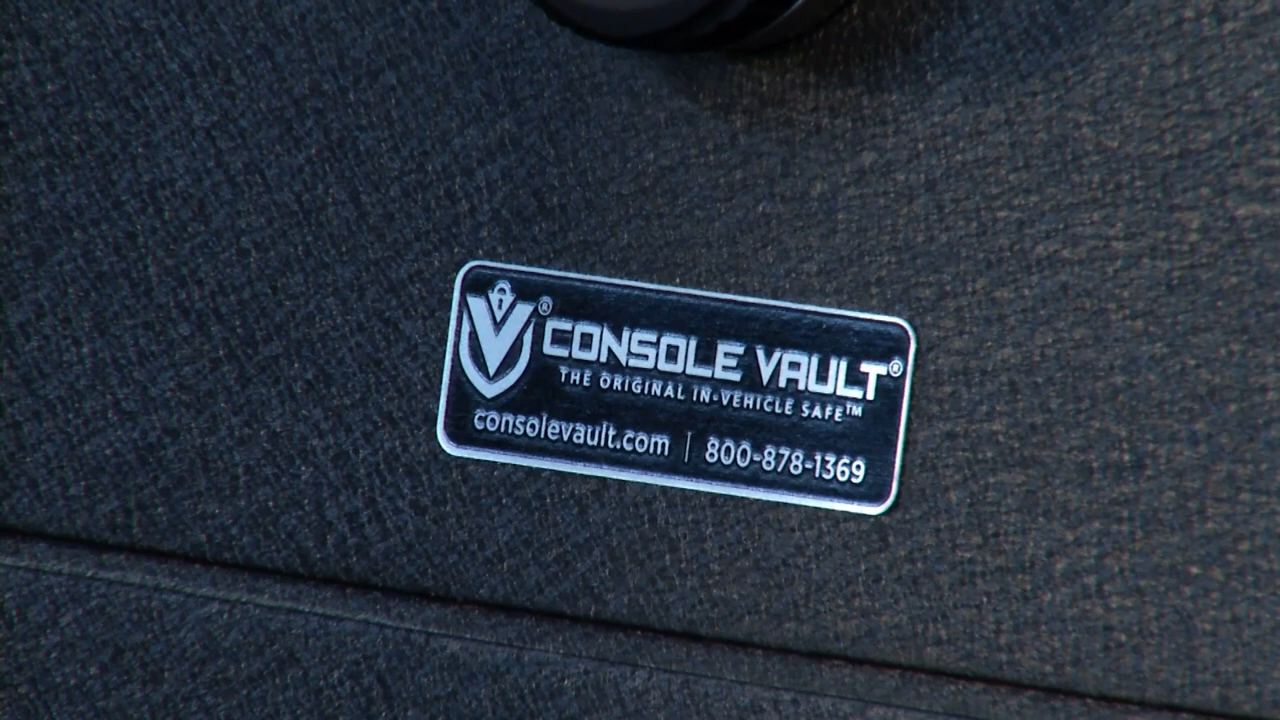 CONSOLE VAULT®
THE ORIGINAL IN-VEHICLE SAFE™
consolevault.com | 800-878-1369